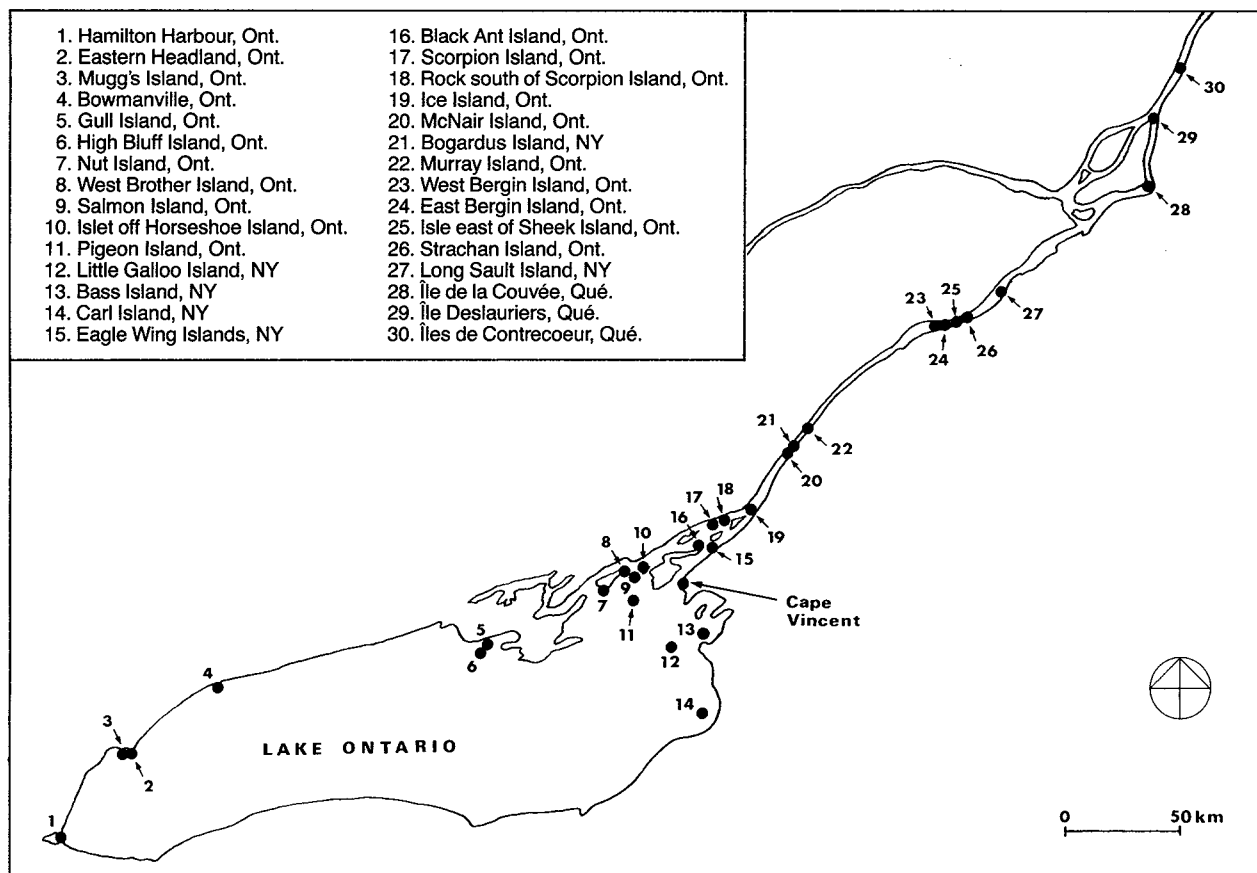 1. Hamilton Harbour, Ont.
2. Eastern Headland, Ont.
3. Mugg's Island, Ont.
4. Bowmanville, Ont.
5. Gull Island, Ont.
6. High Bluff Island, Ont.
7. Nut Island, Ont.
8. West Brother Island, Ont.
9. Salmon Island, Ont.
10. Islet off Horseshoe Island, Ont.
11. Pigeon Island, Ont.
12. Little Galloo Island, NY
13. Bass Island, NY
14. Carl Island, NY
15. Eagle Wing Islands, NY
16. Black Ant Island, Ont.
17. Scorpion Island, Ont.
18. Rock south of Scorpion Island, Ont.
19. Ice Island, Ont.
20. McNair Island, Ont.
21. Bogardus Island, NY
22. Murray Island, Ont.
23. West Bergin Island, Ont.
24. East Bergin Island, Ont.
25. Isle east of Sheek Island, Ont.
26. Strachan Island, Ont.
27. Long Sault Island, NY
28. Île de la Couvée, Qué.
29. Île Deslauriers, Qué.
30. Îles de Contrecoeur, Qué.
30
29
28
27
25
23
26
24
21
22
20
18
17
19
16
10
15
8
9
7
Cape
Vincent
11
13
5
12
6
4
14
3
LAKE ONTARIO
2
1
0
50 km